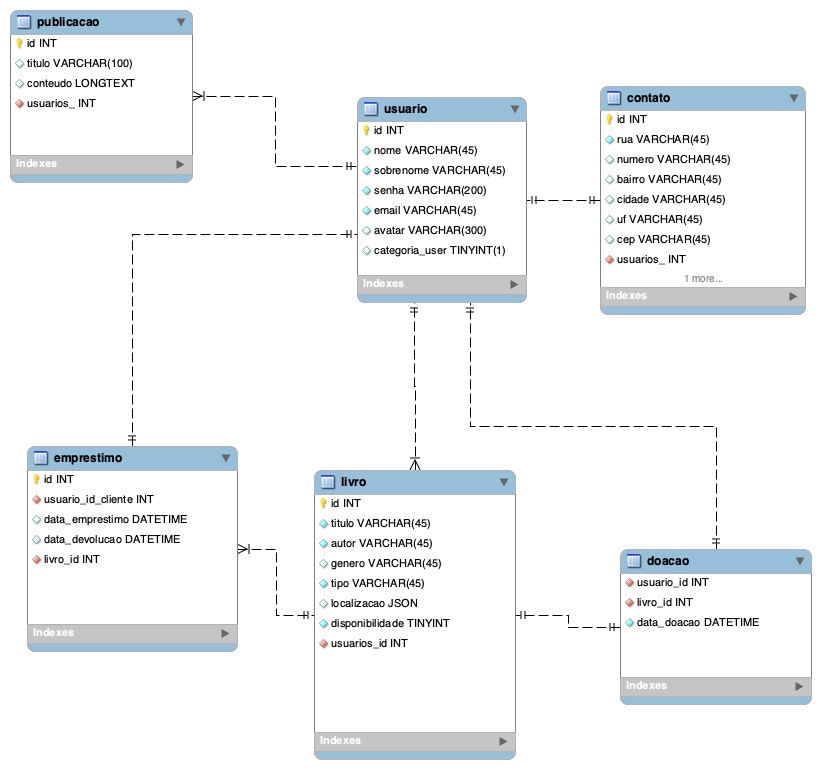 publicacao
id INT
titulo VARCHAR(100)
conteudo LONGTEXT
usuarios_ INT
Indexes
usuario
id INT
nome VARCHAR(45)
sobrenome VARCHAR(45)
senha VARCHAR(200)
email VARCHAR(45)
avatar VARCHAR(300)
categoria_user TINYINT(1)
Indexes
contato
id INT
rua VARCHAR(45)
numero VARCHAR(45)
bairro VARCHAR(45)
cidade VARCHAR(45)
uf VARCHAR(45)
cep VARCHAR(45)
usuarios_ INT
1 more...
Indexes
emprestimo
id INT
usuario_id_cliente INT
data_emprestimo DATETIME
data_devolucao DATETIME
livro_id INT
Indexes
livro
id INT
titulo VARCHAR(45)
autor VARCHAR(45)
genero VARCHAR(45)
tipo VARCHAR(45)
localizacao JSON
disponibilidade TINYINT
usuarios_id INT
Indexes
doacao
usuario_id INT
livro_id INT
data_doacao DATETIME
Indexes